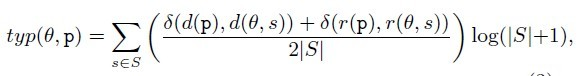 typ(θ, p) = ∑_{s∈S} ( (δ(d(p), d(θ, s)) + δ(r(p), r(θ, s))) / 2|S| ) log(|S|+1),